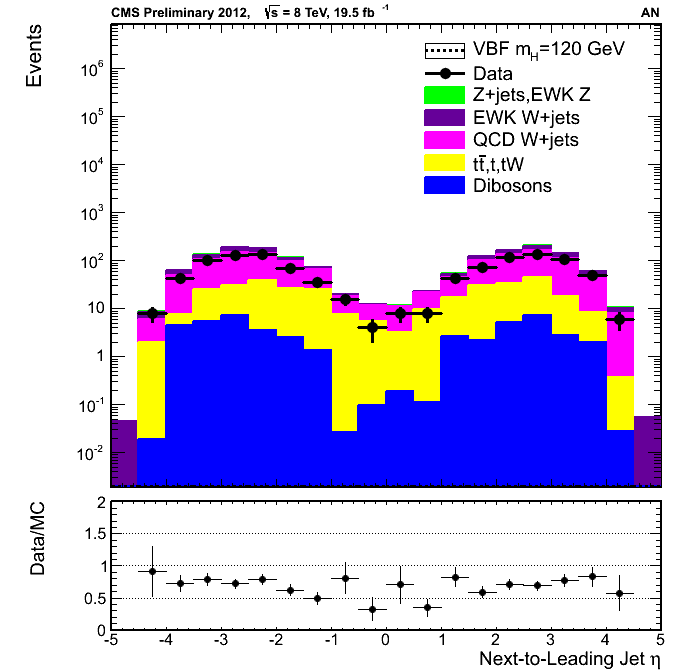 CMS Preliminary 2012, √s = 8 TeV, 19.5 fb⁻¹ AN
Events
VBF m_H=120 GeV
Data
Z+jets,EWK Z
EWK W+jets
QCD W+jets
tt̄,t,tW
Dibosons
10⁶
10⁵
10⁴
10³
10²
10
1
10⁻¹
10⁻²
Data/MC
2
1.5
1
0.5
0
-5 -4 -3 -2 -1 0 1 2 3 4 5
Next-to-Leading Jet η